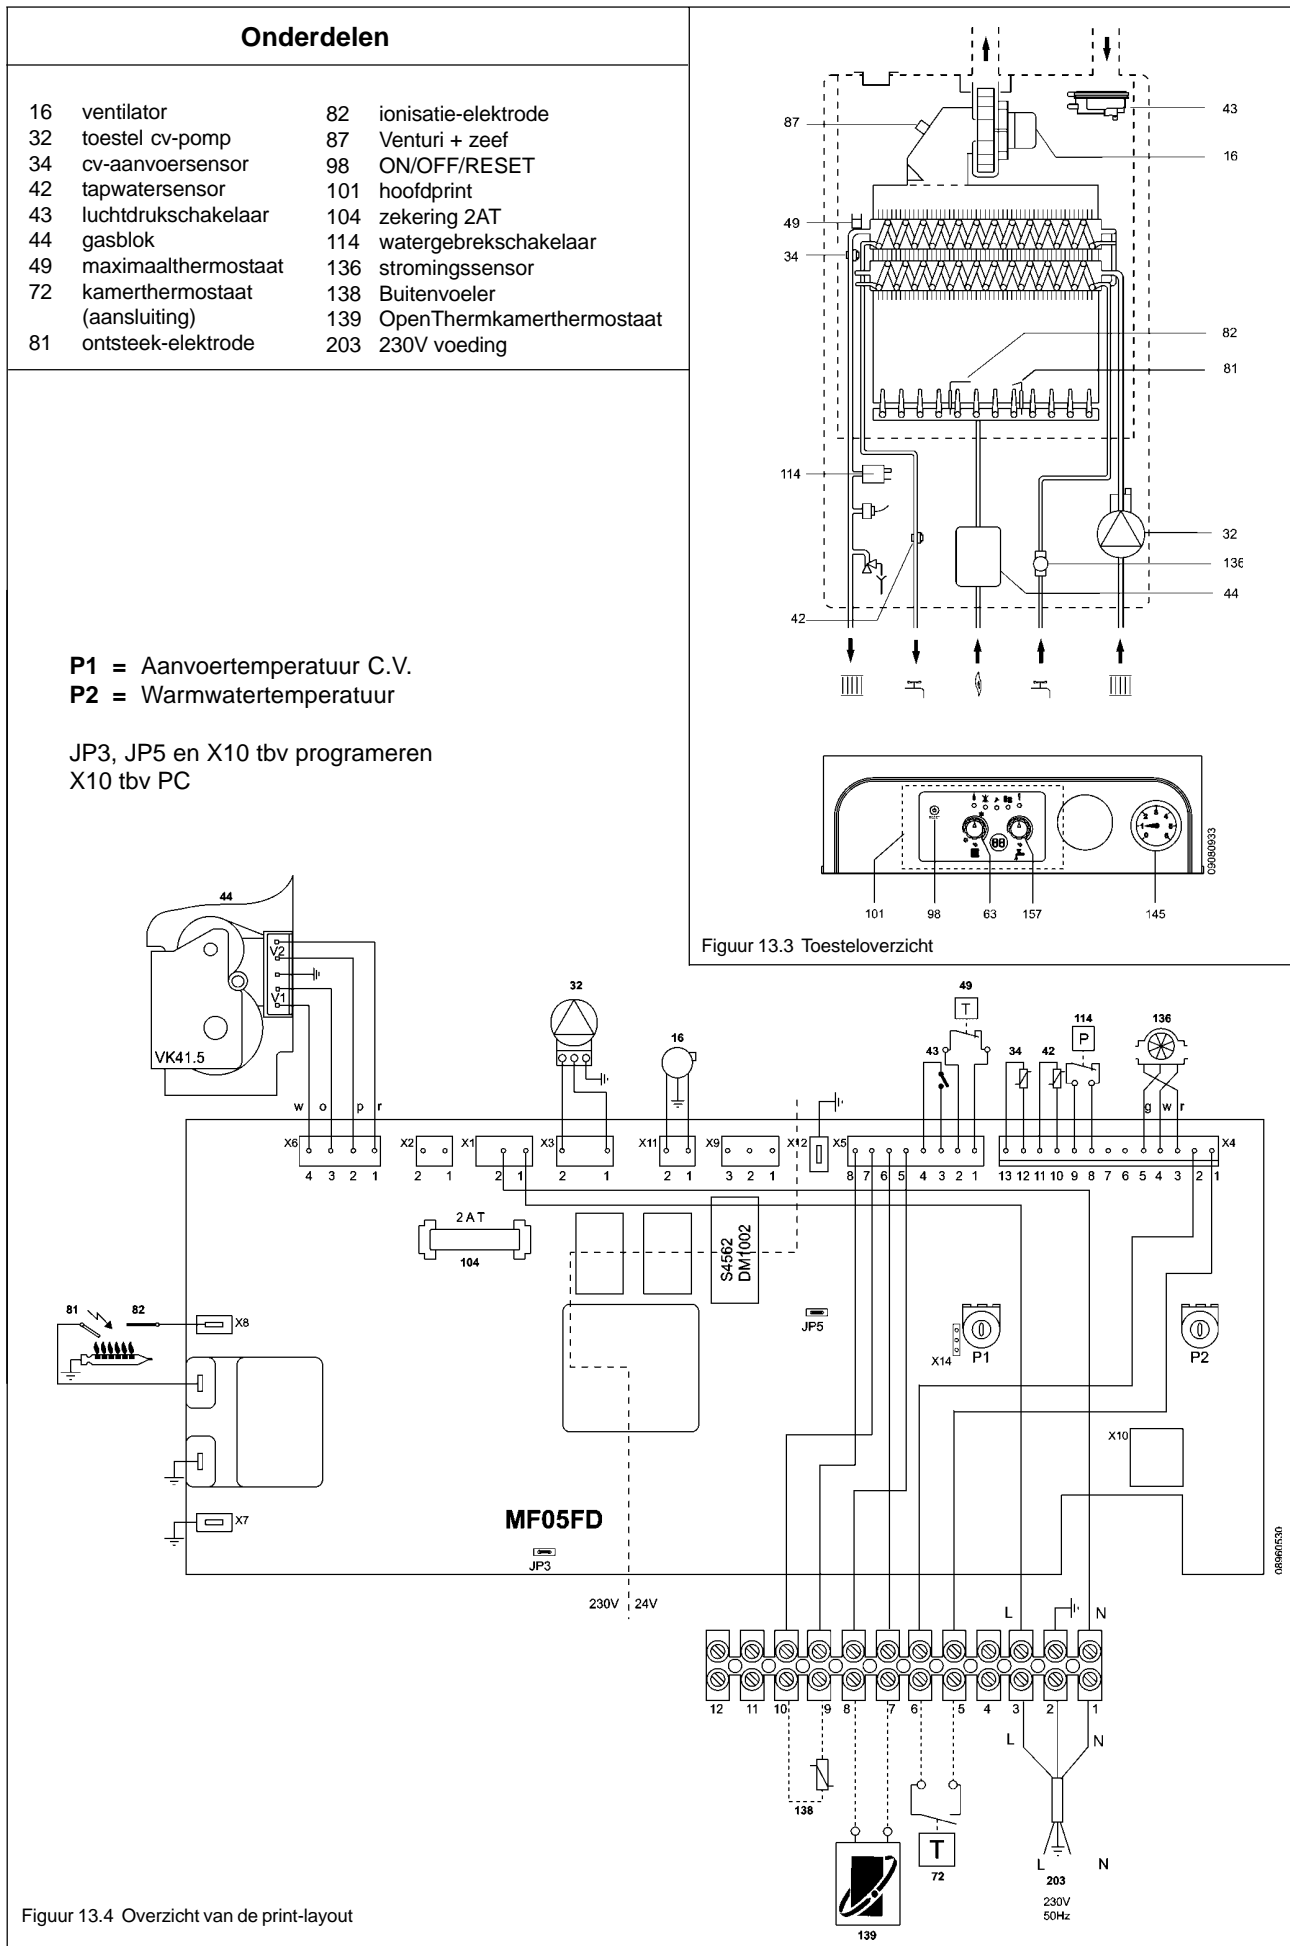 Onderdelen
16 ventilator
32 toestel cv-pomp
34 cv-aanvoersensor
42 tapwatersensor
43 luchtdrukschakelaar
44 gasblok
49 maximaalthermostaat
72 kamerthermostaat
(aansluiting)
81 ontsteek-elektrode
82 ionisatie-elektrode
87 Venturi + zeef
98 ON/OFF/RESET
101 hoofdprint
104 zekering 2AT
114 watergebrekschakelaar
136 stromingssensor
138 Buitenvoeler
139 OpenThermkamerthermostaat
203 230V voeding
87
43
16
49
34
82
81
114
32
136
44
42
P1 = Aanvoertemperatuur C.V.
P2 = Warmwatertemperatuur
JP3, JP5 en X10 tbv programeren
X10 tbv PC
RESET
0 1 2 3 4 5 6
101 98 63 157 145
09080933
Figuur 13.3 Toesteloverzicht
44
V2
V1
VK41.5
w o p r
32
16
49
T
43
34
42
114
P
136
g w r
X6 X2 X1 X3 X11 X9 X12 X5 X4
4 3 2 1
2 1
2 1
2 1
2 1
3 2 1
8 7 6 5 4 3 2 1
13 12 11 10 9 8 7 6 5 4 3 2 1
2 A T
104
S4562
DM1002
JP5
X14
P1
P2
81
82
X8
X10
X7
MF05FD
JP3
230V 24V
08960530
L N
12 11 10 9 8 7 6 5 4 3 2 1
L N
138
139
T
72
L N
203
230V
50Hz
Figuur 13.4 Overzicht van de print-layout